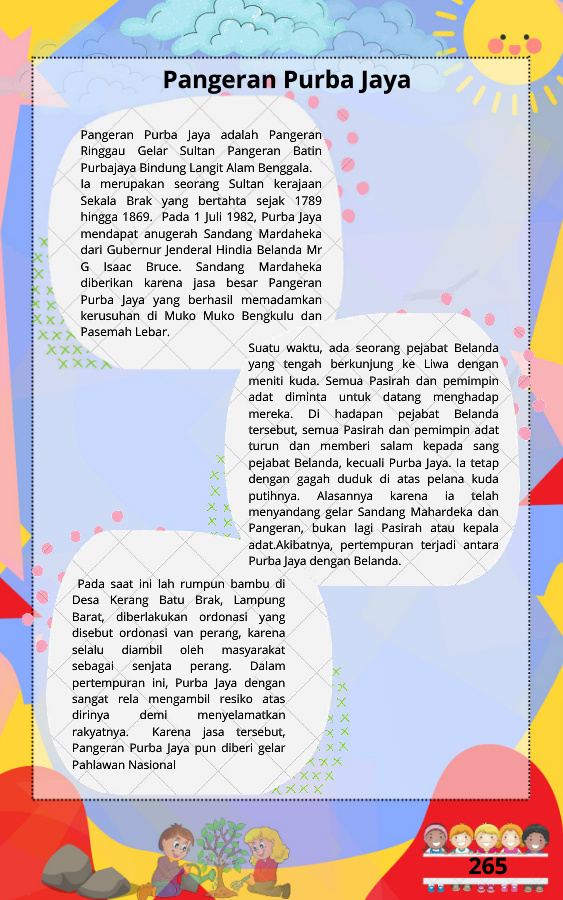 Pangeran Purba Jaya
Pangeran Purba Jaya adalah Pangeran
Ringgau Gelar Sultan Pangeran Batin
Purbajaya Bindung Langit Alam Benggala.
Ia merupakan seorang Sultan kerajaan
Sekala Brak yang bertahta sejak 1789
hingga 1869. Pada 1 Juli 1982, Purba Jaya
mendapat anugerah Sandang Mardaheka
dari Gubernur Jenderal Hindia Belanda Mr
G Isaac Bruce. Sandang Mardaheka
diberikan karena jasa besar Pangeran
Purba Jaya yang berhasil memadamkan
kerusuhan di Muko Muko Bengkulu dan
Pasemah Lebar.
Suatu waktu, ada seorang pejabat Belanda
yang tengah berkunjung ke Liwa dengan
meniti kuda. Semua Pasirah dan pemimpin
adat diminta untuk datang menghadap
mereka. Di hadapan pejabat Belanda
tersebut, semua Pasirah dan pemimpin adat
turun dan memberi salam kepada sang
pejabat Belanda, kecuali Purba Jaya. Ia tetap
dengan gagah duduk di atas pelana kuda
putihnya. Alasannya karena ia telah
menyandang gelar Sandang Mahardeka dan
Pangeran, bukan lagi Pasirah atau kepala
adat.Akibatnya, pertempuran terjadi antara
Purba Jaya dengan Belanda.
Pada saat ini lah rumpun bambu di
Desa Kerang Batu Brak, Lampung
Barat, diberlakukan ordonasi yang
disebut ordonasi van perang, karena
selalu diambil oleh masyarakat
sebagai senjata perang. Dalam
pertempuran ini, Purba Jaya dengan
sangat rela mengambil resiko atas
dirinya demi menyelamatkan
rakyatnya. Karena jasa tersebut,
Pangeran Purba Jaya pun diberi gelar
Pahlawan Nasional
265